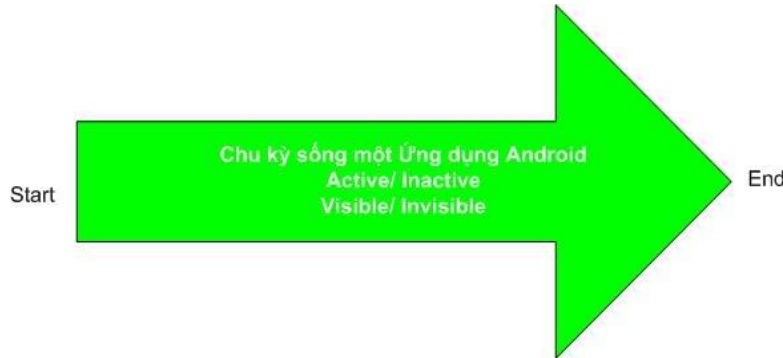 Start
Chu kỳ sống một Ứng dụng Android
Active/ Inactive
Visible/ Invisible
End